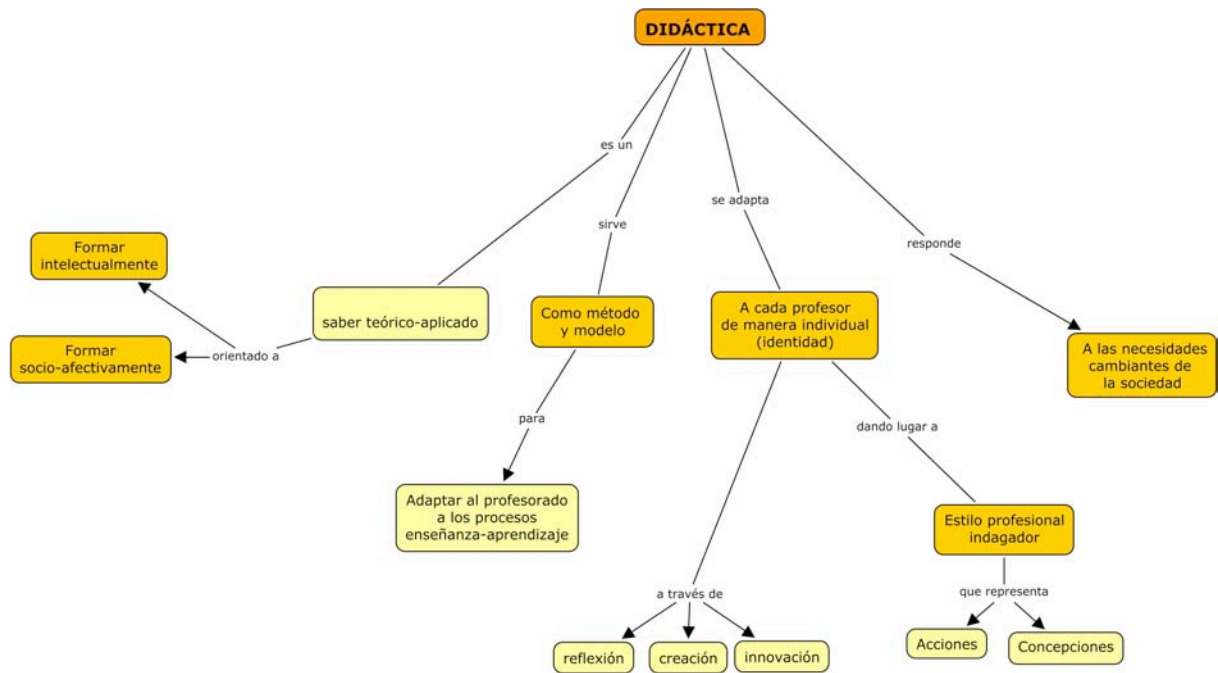 DIDÁCTICA
es un
sirve
se adapta
responde
Formar
intelectualmente
Formar
socio-afectivamente
orientado a
saber teórico-aplicado
Como método
y modelo
A cada profesor
de manera individual
(identidad)
A las necesidades
cambiantes de
la sociedad
para
dando lugar a
Adaptar al profesorado
a los procesos
enseñanza-aprendizaje
Estilo profesional
indagador
a través de
que representa
reflexión
creación
innovación
Acciones
Concepciones